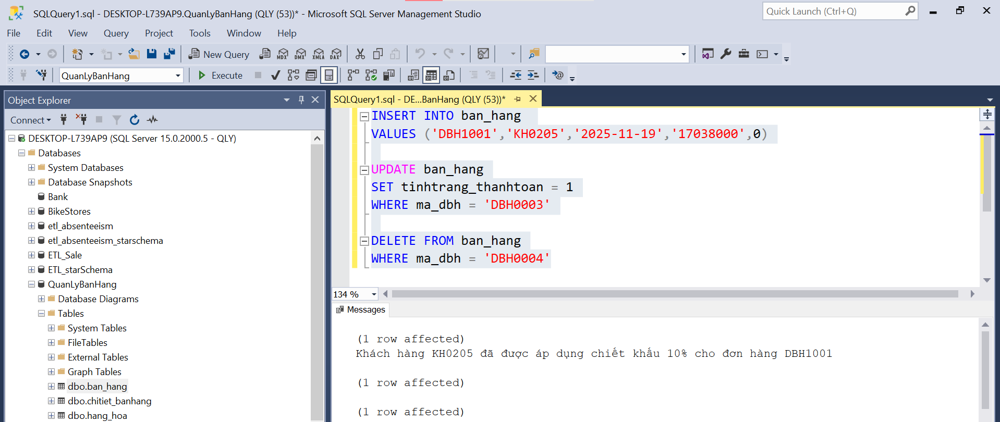 SQLQuery1.sql - DESKTOP-L739AP9.QuanLyBanHang (QLY (53))* - Microsoft SQL Server Management Studio
Quick Launch (Ctrl+Q)
File Edit View Query Project Tools Window Help
New Query MDX DMX XMLA DAX
QuanLyBanHang Execute
Object Explorer
Connect
DESKTOP-L739AP9 (SQL Server 15.0.2000.5 - QLY)
Databases
System Databases
Database Snapshots
Bank
BikeStores
etl_absenteeism
etl_absenteeism_starschema
ETL_Sale
ETL_starSchema
QuanLyBanHang
Database Diagrams
Tables
System Tables
FileTables
External Tables
Graph Tables
dbo.ban_hang
dbo.chitiet_banhang
dbo.hang_hoa
SQLQuery1.sql - DE...BanHang (QLY (53))*
INSERT INTO ban_hang
VALUES ('DBH1001','KH0205','2025-11-19','17038000',0)
UPDATE ban_hang
SET tinhtrang_thanhtoan = 1
WHERE ma_dbh = 'DBH0003'
DELETE FROM ban_hang
WHERE ma_dbh = 'DBH0004'
134 %
Messages
(1 row affected)
Khách hàng KH0205 đã được áp dụng chiết khấu 10% cho đơn hàng DBH1001
(1 row affected)
(1 row affected)